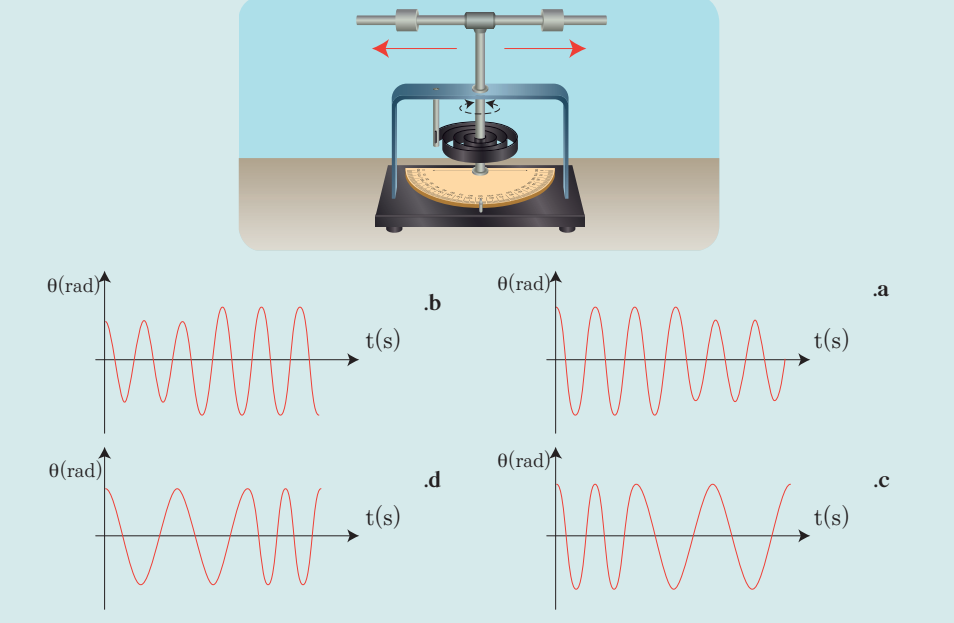 θ(rad)
t(s)
.b
θ(rad)
t(s)
.a
θ(rad)
t(s)
.d
θ(rad)
t(s)
.c